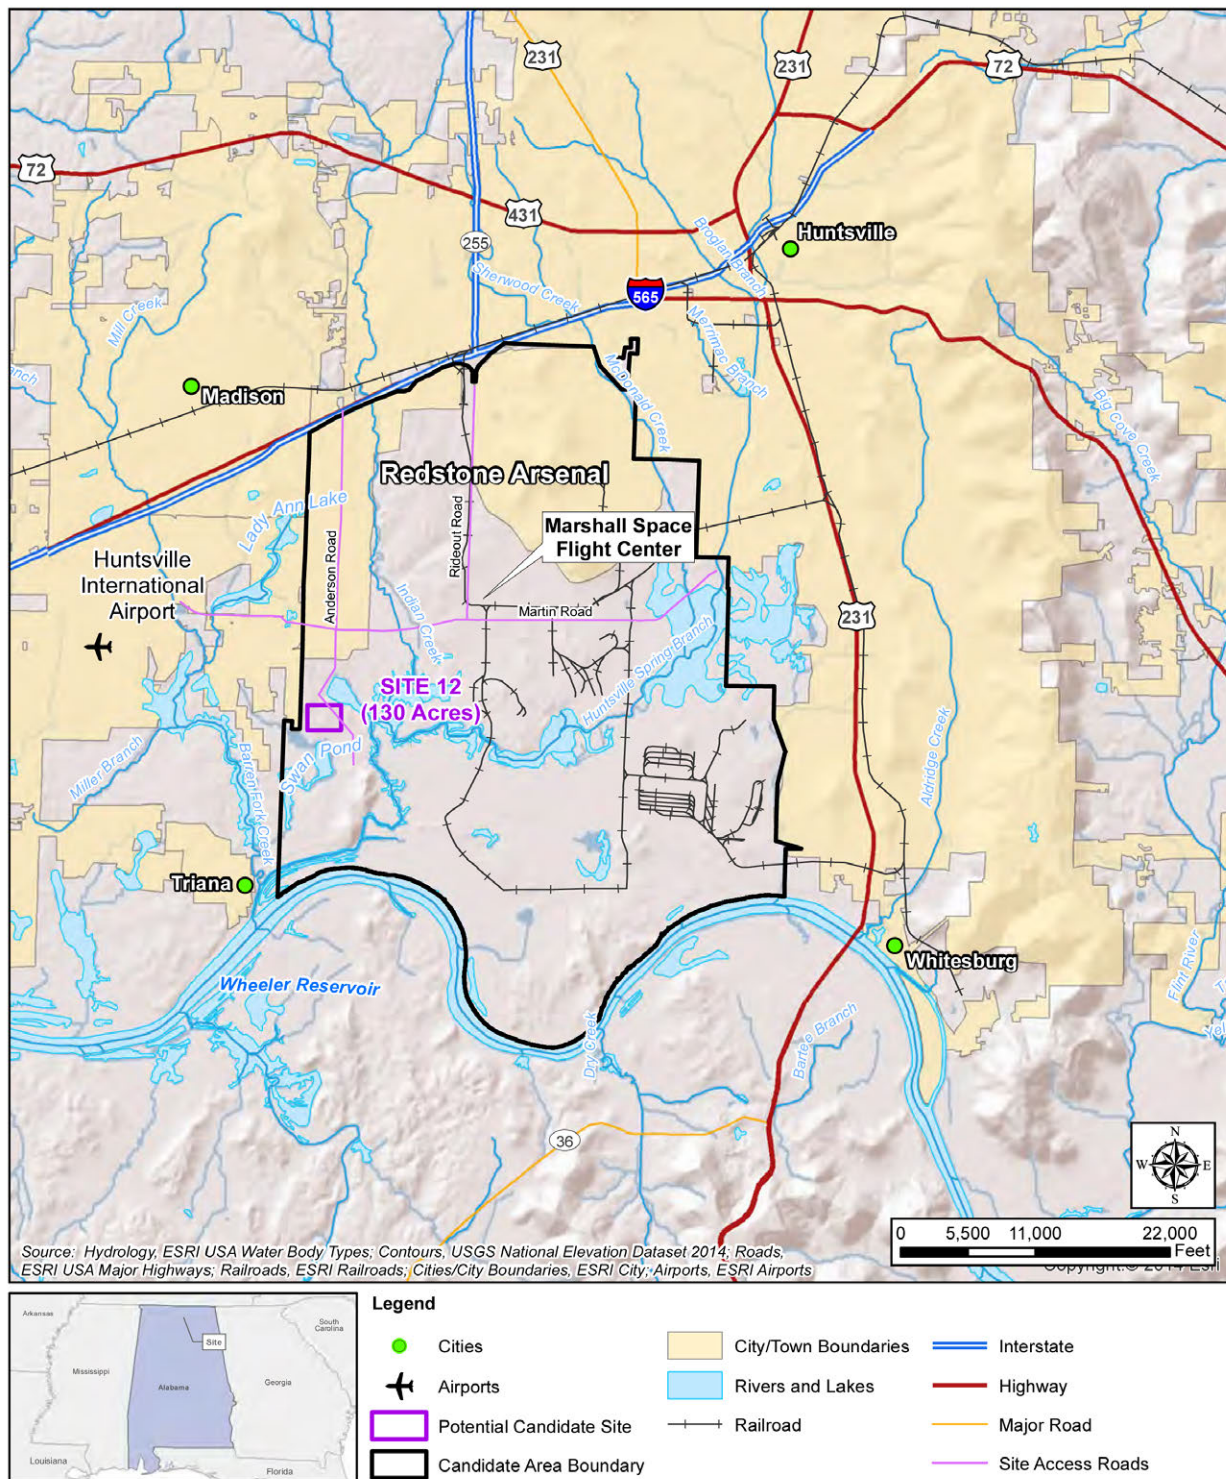 231
231
72
72
431
255
Huntsville
Broglan Branch
Sherwood Creek
565
Mill Creek
Merrimac Branch
McDonald Creek
Madison
Big Cove Creek
Redstone Arsenal
Lady Ann Lake
Marshall Space
Flight Center
Rideout Road
Anderson Road
Huntsville
International
Airport
Indian Creek
Martin Road
231
SITE 12
(130 Acres)
Huntsville Spring Branch
Swan Pond
Miller Branch
Barren Fork Creek
Aldridge Creek
Triana
Whitesburg
Wheeler Reservoir
Flint River
Dry Creek
Bartee Branch
36
N
W
E
S
0 5,500 11,000 22,000
Feet
Source: Hydrology, ESRI USA Water Body Types; Contours, USGS National Elevation Dataset 2014; Roads,
ESRI USA Major Highways; Railroads, ESRI Railroads; Cities/City Boundaries, ESRI City; Airports, ESRI Airports
Copyright:© 2014 Esri
Arkansas
South
Carolina
Site
Mississippi
Alabama
Georgia
Louisiana
Florida
Legend
Cities
Airports
Potential Candidate Site
Candidate Area Boundary
City/Town Boundaries
Rivers and Lakes
Railroad
Interstate
Highway
Major Road
Site Access Roads